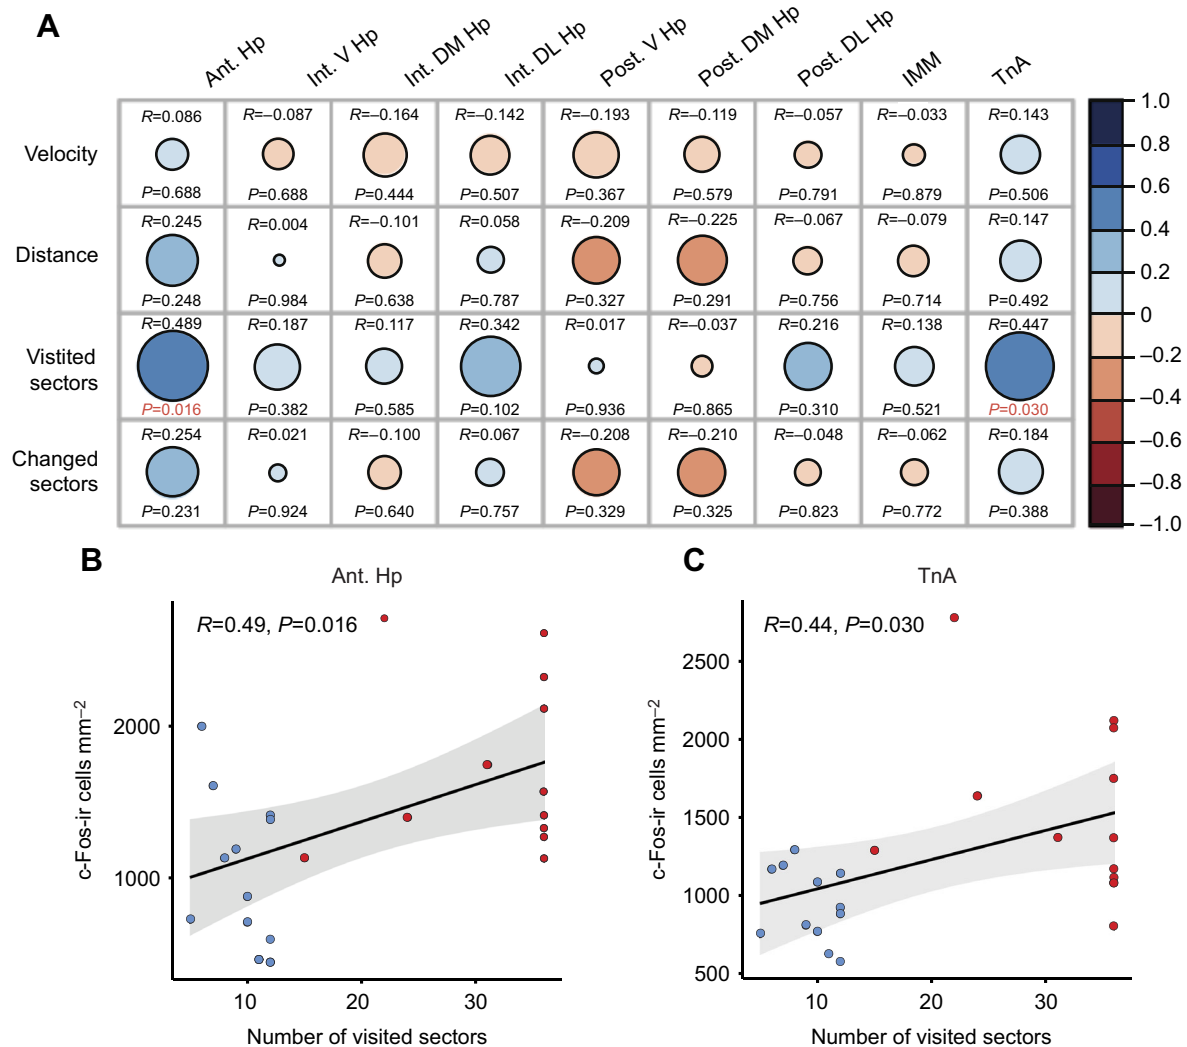 A
Ant. Hp Int. V Hp Int. DM Hp Int. DL Hp Post. V Hp Post. DM Hp Post. DL Hp IMM TnA
R=0.086 R=–0.087 R=–0.164 R=–0.142 R=–0.193 R=–0.119 R=–0.057 R=–0.033 R=0.143
Velocity
P=0.688 P=0.688 P=0.444 P=0.507 P=0.367 P=0.579 P=0.791 P=0.879 P=0.506
R=0.245 R=0.004 R=–0.101 R=0.058 R=–0.209 R=–0.225 R=–0.067 R=–0.079 R=0.147
Distance
P=0.248 P=0.984 P=0.638 P=0.787 P=0.327 P=0.291 P=0.756 P=0.714 P=0.492
R=0.489 R=0.187 R=0.117 R=0.342 R=0.017 R=–0.037 R=0.216 R=0.138 R=0.447
Vistited
sectors
P=0.016 P=0.382 P=0.585 P=0.102 P=0.936 P=0.865 P=0.310 P=0.521 P=0.030
R=0.254 R=0.021 R=–0.100 R=0.067 R=–0.208 R=–0.210 R=–0.048 R=–0.062 R=0.184
Changed
sectors
P=0.231 P=0.924 P=0.640 P=0.757 P=0.329 P=0.325 P=0.823 P=0.772 P=0.388
1.0
0.8
0.6
0.4
0.2
0
–0.2
–0.4
–0.6
–0.8
–1.0
B
Ant. Hp
R=0.49, P=0.016
c-Fos-ir cells mm–2
2000
1000
10 20 30
Number of visited sectors
C
TnA
R=0.44, P=0.030
c-Fos-ir cells mm–2
2500
2000
1500
1000
500
10 20 30
Number of visited sectors